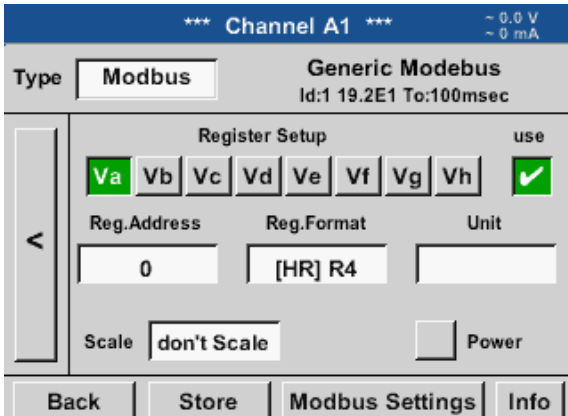 *** Channel A1 ***
~ 0.0 V
~ 0 mA
Type Modbus
Generic Modebus
Id:1 19.2E1 To:100msec
Register Setup
use
Va Vb Vc Vd Ve Vf Vg Vh
Reg.Address Reg.Format Unit
<
0 [HR] R4
Scale don't Scale Power
Back Store Modbus Settings Info